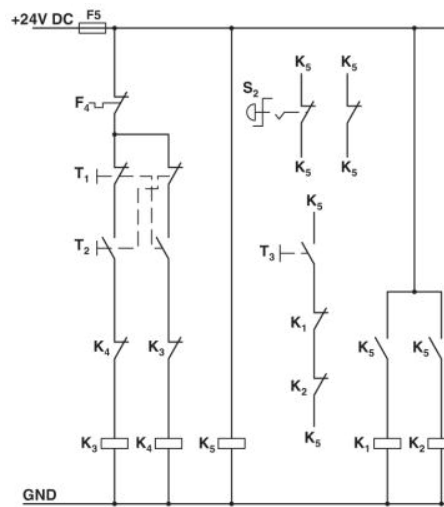 +24V DC F5
K5 K5
S2
F4
K5 K5
T1
K5
T2 T3
K1
K4 K3 K5 K5
K2
K3 K4 K5 K5 K1 K2
GND